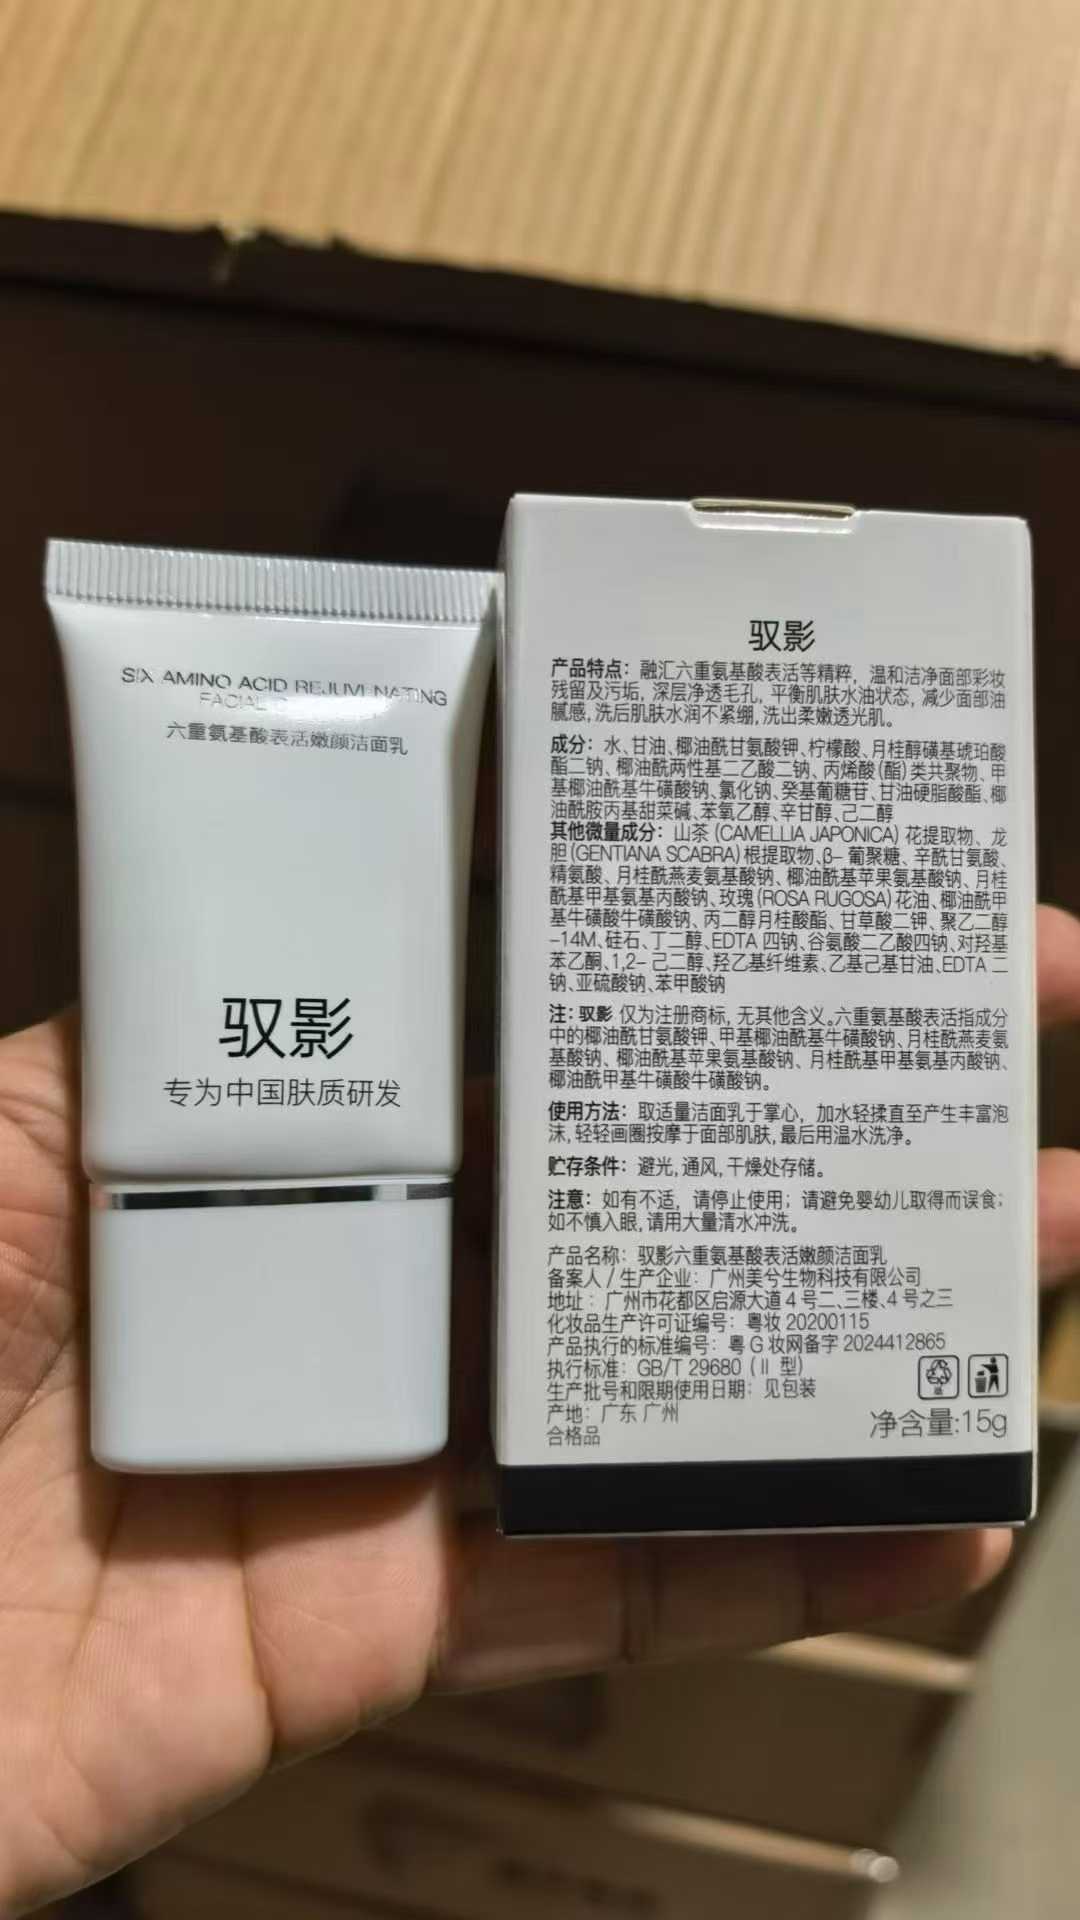 SIX AMINO ACID REJUVENATING
FACIAL
六重氨基酸表活嫩颜洁面乳
驭影
专为中国肤质研发
驭影
产品特点：融汇六重氨基酸表活等精粹，温和洁净面部彩妆
残留及污垢，深层净透毛孔，平衡肌肤水油状态，减少面部油
腻感，洗后肌肤水润不紧绷，洗出柔嫩透光肌。
成分：水、甘油、椰油酰甘氨酸钾、柠檬酸、月桂醇磺基琥珀酸
酯二钠、椰油酰两性基二乙酸二钠、丙烯酸(酯)类共聚物、甲
基椰油酰基牛磺酸钠、氯化钠、癸基葡糖苷、甘油硬脂酸酯、椰
油酰胺丙基甜菜碱、苯氧乙醇、辛甘醇、己二醇
其他微量成分：山茶(CAMELLIA JAPONICA)花提取物、龙
胆(GENTIANA SCABRA)根提取物、β-葡聚糖、辛酰甘氨酸、
精氨酸、月桂酰燕麦氨基酸钠、椰油酰基苹果氨基酸钠、月桂
酰基甲基氨基丙酸钠、玫瑰(ROSA RUGOSA)花油、椰油酰甲
基牛磺酸牛磺酸钠、丙二醇月桂酸酯、甘草酸二钾、聚乙二醇
-14M、硅石、丁二醇、EDTA 四钠、谷氨酸二乙酸四钠、对羟基
苯乙酮、1,2-己二醇、羟乙基纤维素、乙基己基甘油、EDTA 二
钠、亚硫酸钠、苯甲酸钠
注：驭影 仅为注册商标，无其他含义。六重氨基酸表活指成分
中的椰油酰甘氨酸钾、甲基椰油酰基牛磺酸钠、月桂酰燕麦氨
基酸钠、椰油酰基苹果氨基酸钠、月桂酰基甲基氨基丙酸钠、
椰油酰甲基牛磺酸牛磺酸钠。
使用方法：取适量洁面乳于掌心，加水轻揉直至产生丰富泡
沫，轻轻画圈按摩于面部肌肤，最后用温水洗净。
贮存条件：避光，通风，干燥处存储。
注意：如有不适，请停止使用；请避免婴幼儿取得而误食；
如不慎入眼，请用大量清水冲洗。
产品名称：驭影六重氨基酸表活嫩颜洁面乳
备案人/生产企业：广州美兮生物科技有限公司
地址：广州市花都区启源大道4号二、三楼、4号之三
化妆品生产许可证编号：粤妆20200115
产品执行的标准编号：粤G妆网备字2024412865
执行标准：GB/T 29680 (Ⅱ 型)
生产批号和限期使用日期：见包装
产地：广东 广州
合格品
净含量:15g